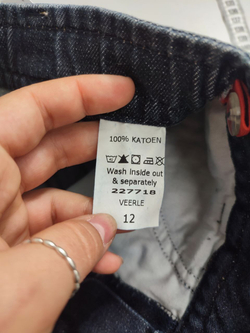 100% KATOEN
Wash Inside out
& separately
227718
VEERLE
12